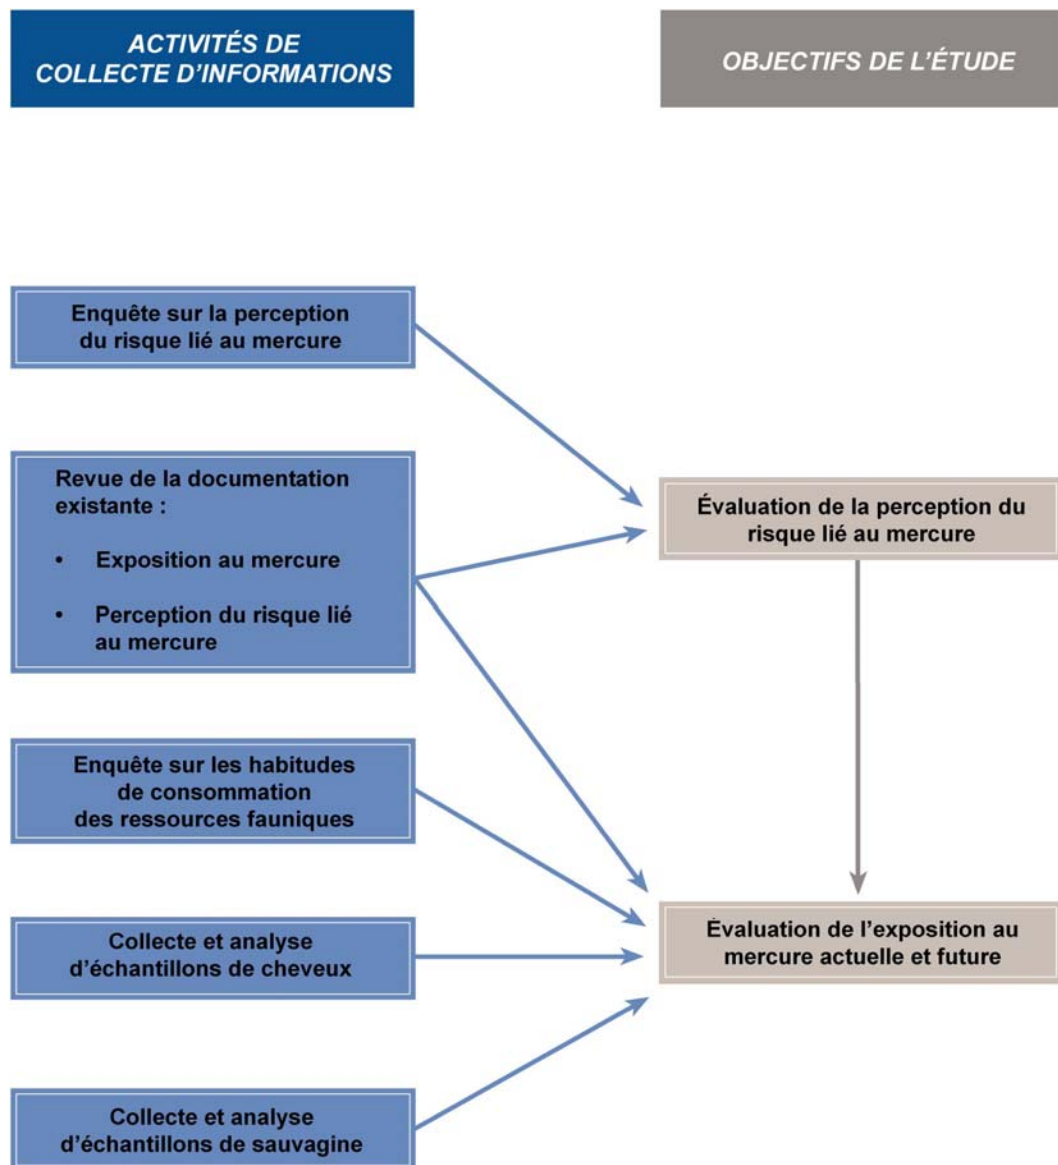 ACTIVITÉS DE
COLLECTE D'INFORMATIONS
OBJECTIFS DE L'ÉTUDE
Enquête sur la perception
du risque lié au mercure
Revue de la documentation
existante :
• Exposition au mercure
• Perception du risque lié
au mercure
Évaluation de la perception du
risque lié au mercure
Enquête sur les habitudes
de consommation
des ressources fauniques
Collecte et analyse
d'échantillons de cheveux
Évaluation de l'exposition au
mercure actuelle et future
Collecte et analyse
d'échantillons de sauvagine